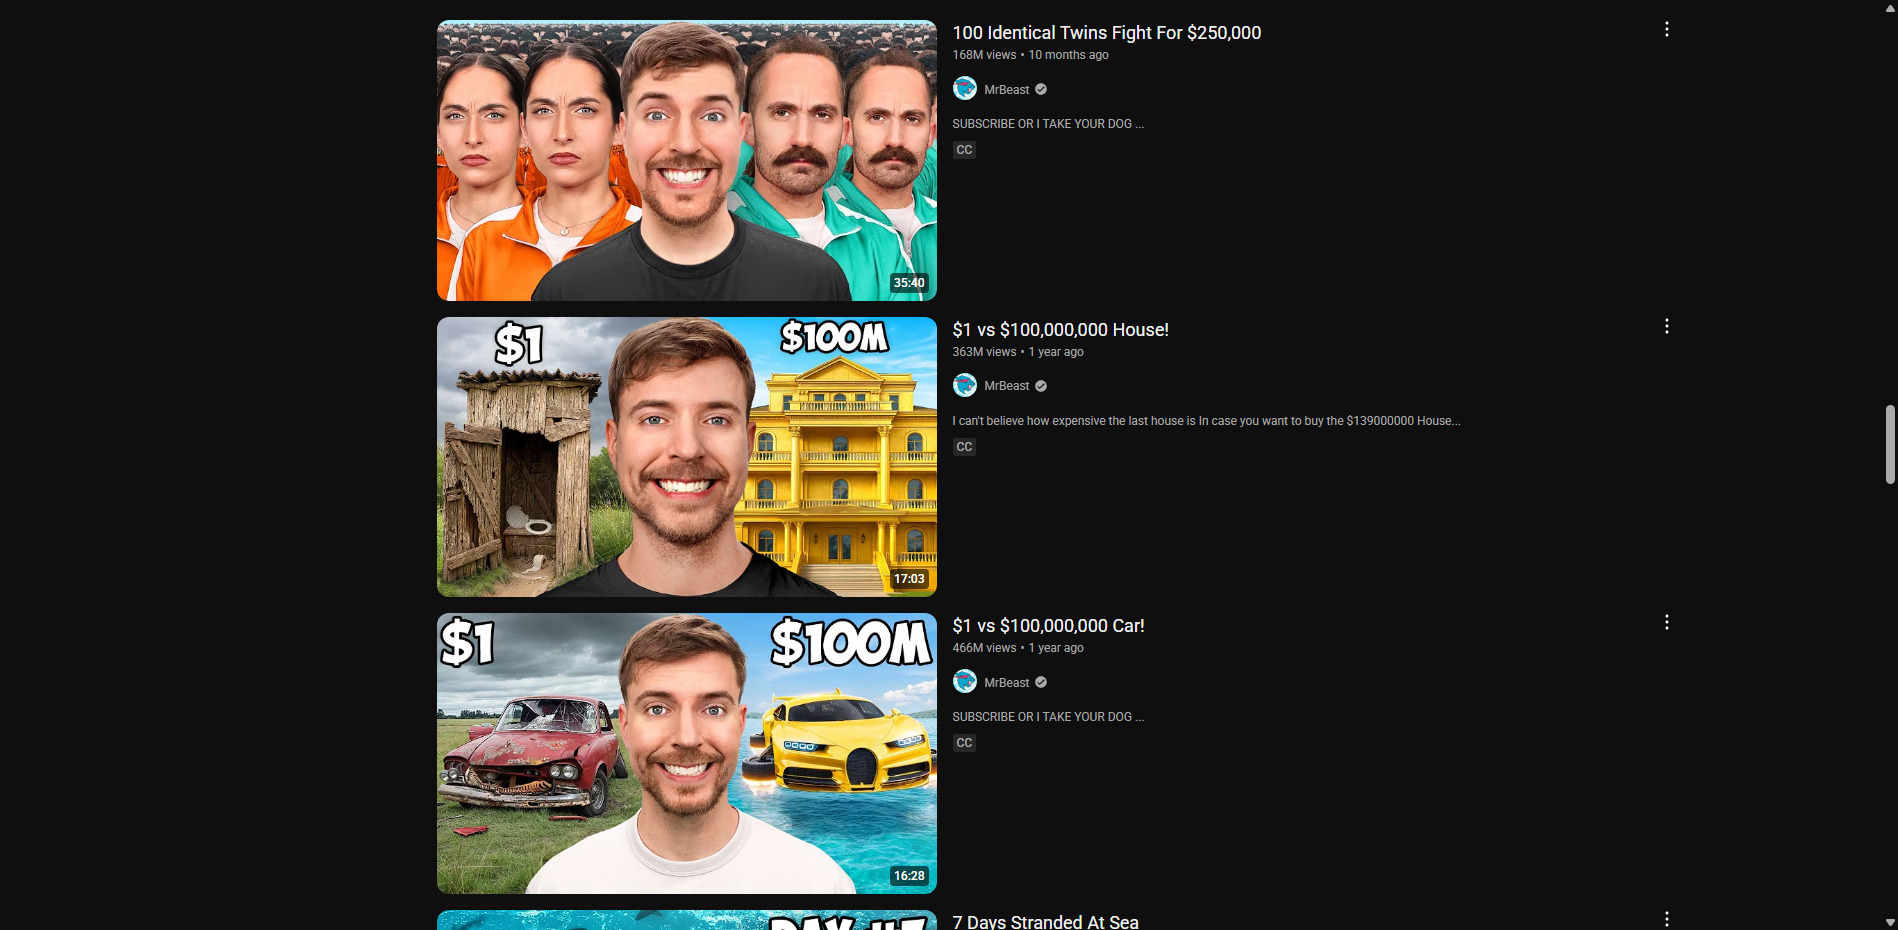 100 Identical Twins Fight For $250,000
168M views • 10 months ago
MrBeast
SUBSCRIBE OR I TAKE YOUR DOG ...
CC
35:40
$1
$100M
$1 vs $100,000,000 House!
363M views • 1 year ago
MrBeast
I can't believe how expensive the last house is In case you want to buy the $139000000 House...
CC
17:03
$1
$100M
$1 vs $100,000,000 Car!
466M views • 1 year ago
MrBeast
SUBSCRIBE OR I TAKE YOUR DOG ...
CC
16:28
7 Days Stranded At Sea